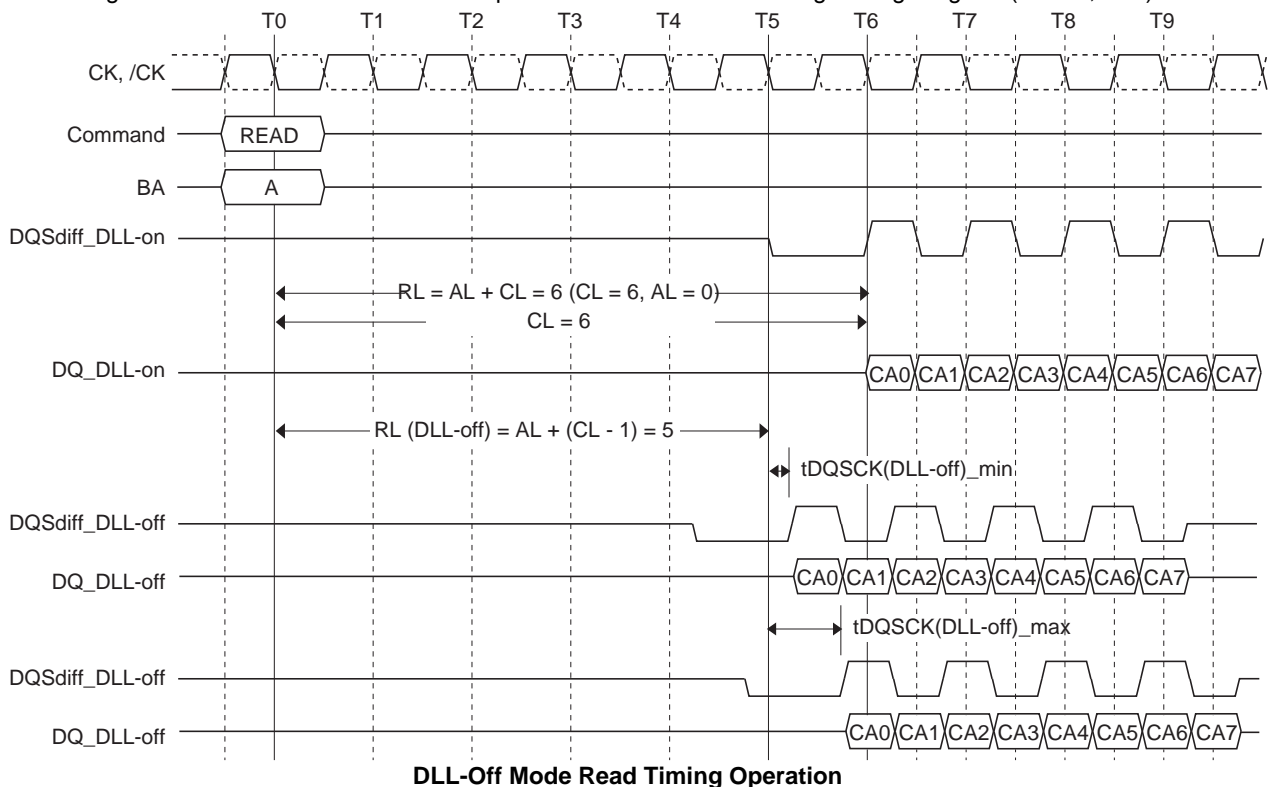 T0 T1 T2 T3 T4 T5 T6 T7 T8 T9
CK, /CK
Command READ
BA A
DQSdiff_DLL-on
RL = AL + CL = 6 (CL = 6, AL = 0)
CL = 6
DQ_DLL-on CA0 CA1 CA2 CA3 CA4 CA5 CA6 CA7
RL (DLL-off) = AL + (CL - 1) = 5
tDQSCK(DLL-off)_min
DQSdiff_DLL-off
DQ_DLL-off CA0 CA1 CA2 CA3 CA4 CA5 CA6 CA7
tDQSCK(DLL-off)_max
DQSdiff_DLL-off
DQ_DLL-off CA0 CA1 CA2 CA3 CA4 CA5 CA6 CA7
DLL-Off Mode Read Timing Operation